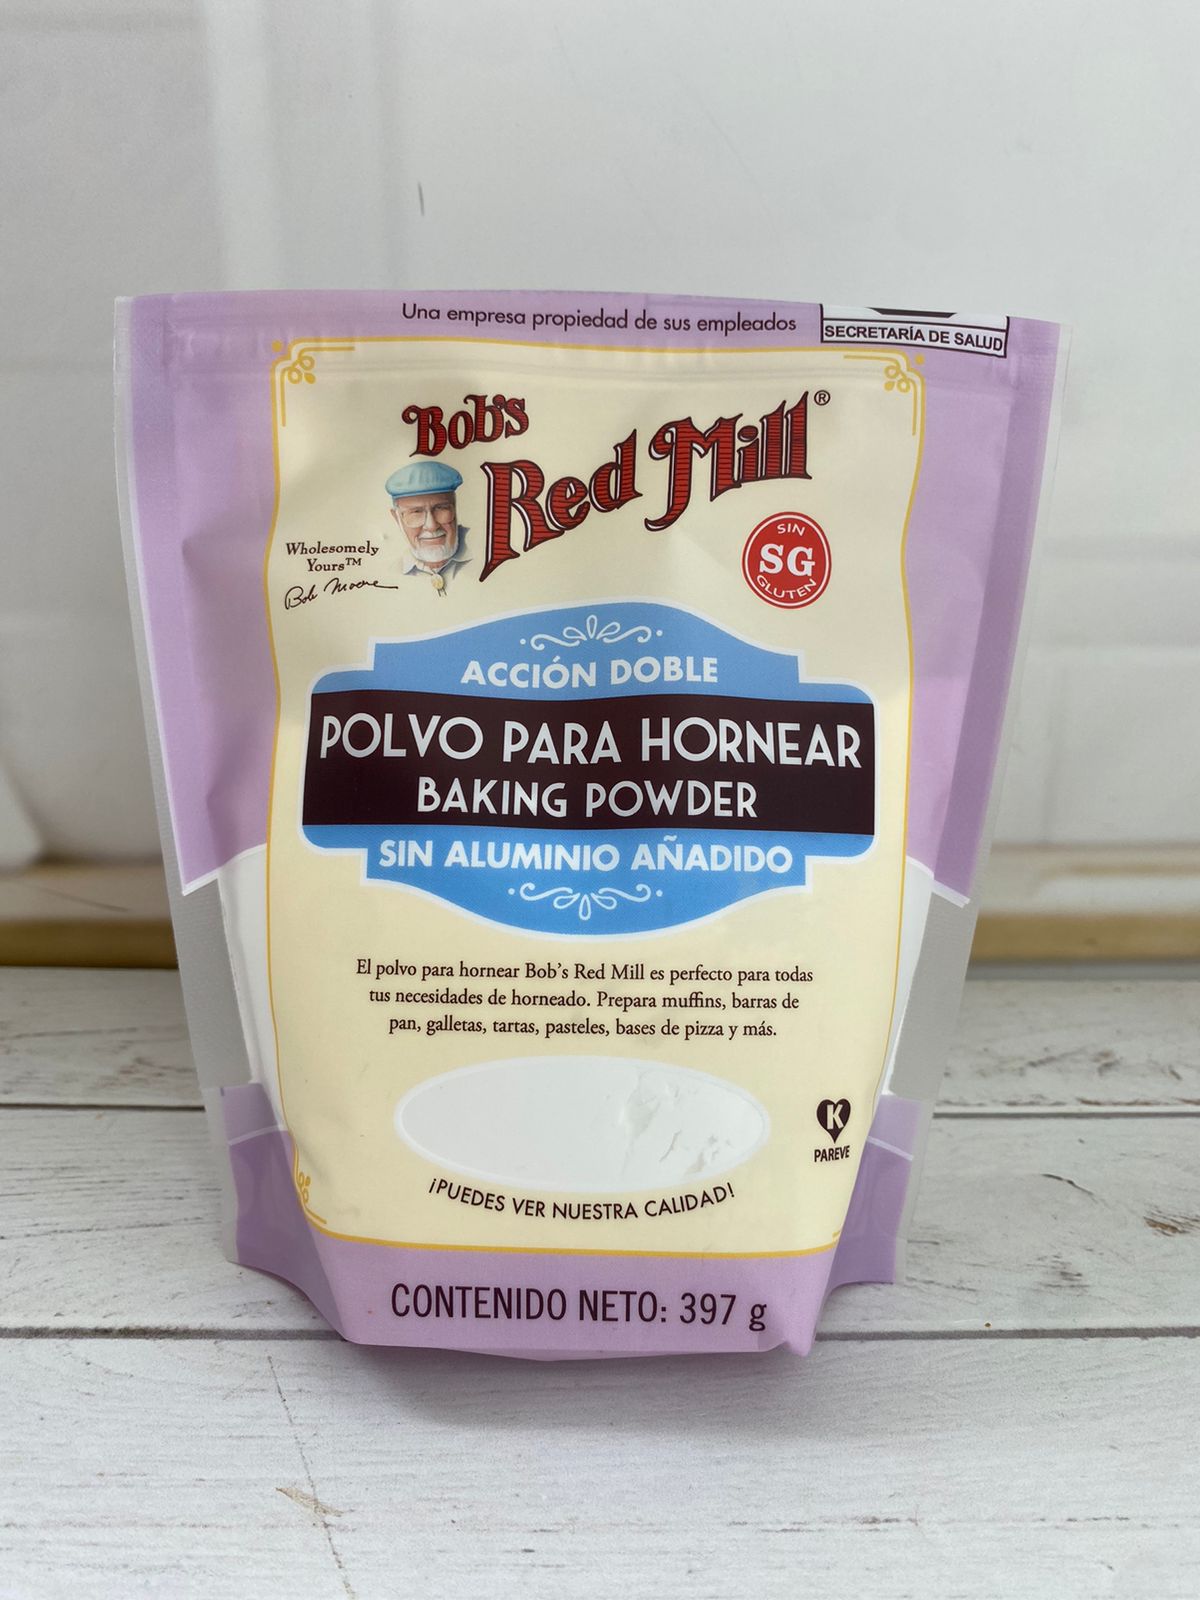 Una empresa propiedad de sus empleados
SECRETARÍA DE SALUD
Bob's
Red Mill®
Wholesomely
Yours™
Bob Moore
SIN
SG
GLUTEN
ACCIÓN DOBLE
POLVO PARA HORNEAR
BAKING POWDER
SIN ALUMINIO AÑADIDO
El polvo para hornear Bob's Red Mill es perfecto para todas
tus necesidades de horneado. Prepara muffins, barras de
pan, galletas, tartas, pasteles, bases de pizza y más.
K
PAREVE
¡PUEDES VER NUESTRA CALIDAD!
CONTENIDO NETO: 397 g